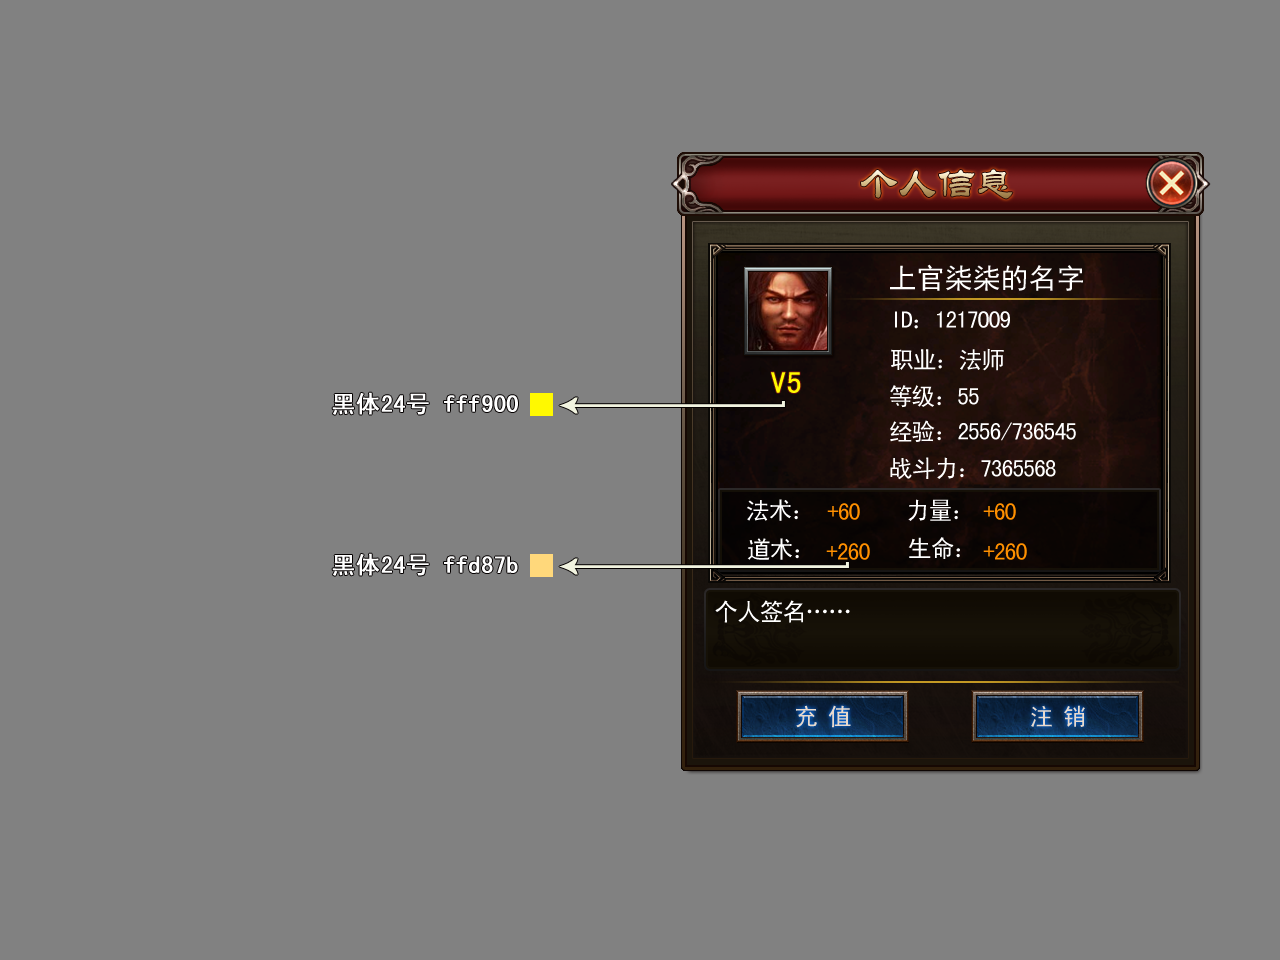 个人信息
上官柒柒的名字
ID：1217009
职业：法师
V5
等级：55
黑体24号 fff900
经验：2556/736545
战斗力：7365568
法术：+60 力量：+60
道术：+260 生命：+260
黑体24号 ffd87b
个人签名……
充值 注销